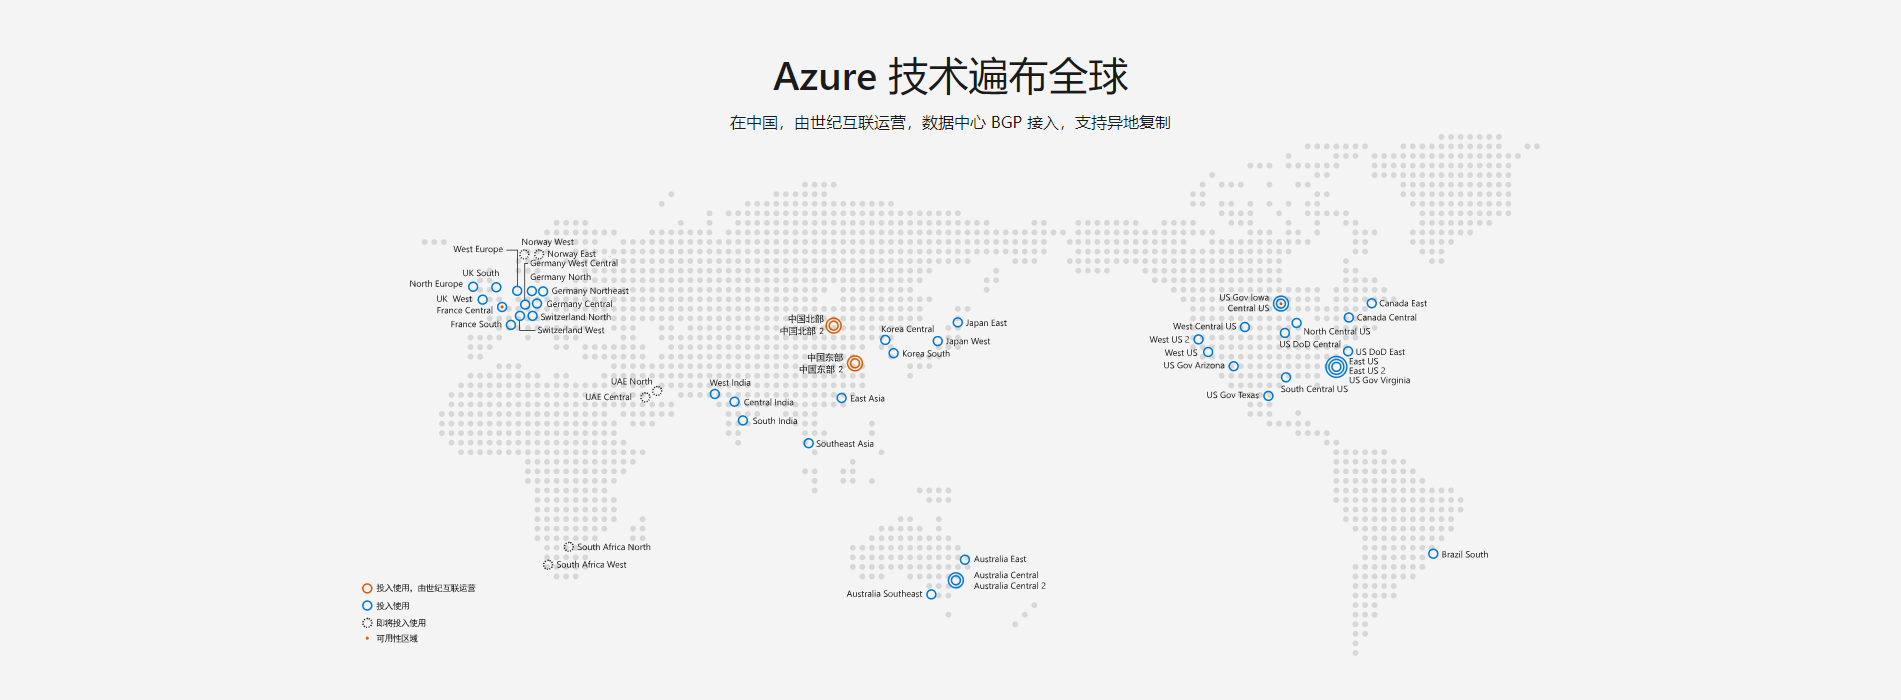 Azure 技术遍布全球
在中国，由世纪互联运营，数据中心 BGP 接入，支持异地复制
Norway West
West Europe
Norway East
Germany West Central
UK South
Germany North
North Europe
Germany Northeast
UK West
Germany Central
France Central
Switzerland North
France South
Switzerland West
中国北部
中国北部 2
中国东部
中国东部 2
Korea Central
Korea South
Japan East
Japan West
UAE North
UAE Central
West India
Central India
South India
East Asia
Southeast Asia
South Africa North
South Africa West
Australia East
Australia Central
Australia Central 2
Australia Southeast
US Gov Iowa
Central US
Canada East
Canada Central
West Central US
North Central US
West US 2
US DoD Central
West US
US DoD East
US Gov Arizona
East US
East US 2
US Gov Virginia
South Central US
US Gov Texas
Brazil South
投入使用，由世纪互联运营
投入使用
即将投入使用
可用性区域